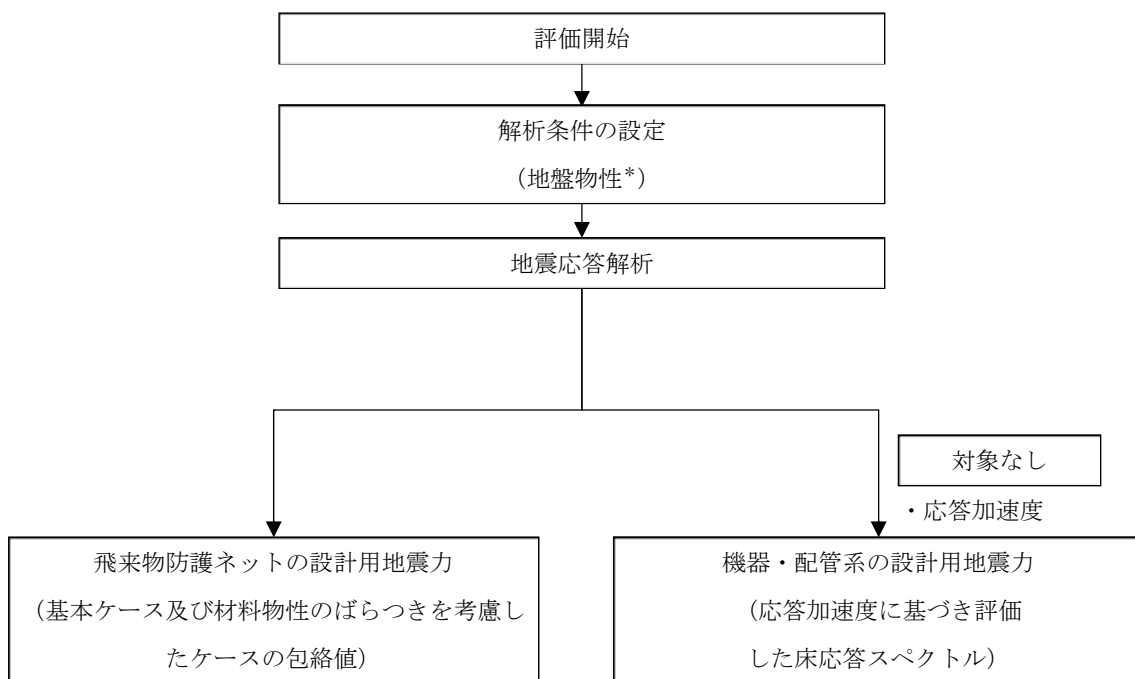 評価開始
解析条件の設定
（地盤物性*）
地震応答解析
対象なし
・応答加速度
飛来物防護ネットの設計用地震力
（基本ケース及び材料物性のばらつきを考慮し
たケースの包絡値）
機器・配管系の設計用地震力
（応答加速度に基づき評価
した床応答スペクトル）